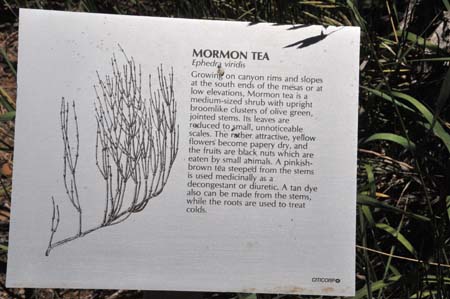 MORMON TEA
Ephedra viridis
Growing on canyon rims and slopes
at the south ends of the mesas or at
low elevations, Mormon tea is a
medium-sized shrub with upright
broomlike clusters of olive green,
jointed stems. Its leaves are
reduced to small, unnoticeable
scales. The rather attractive, yellow
flowers become papery dry, and
the fruits are black nuts which are
eaten by small animals. A pinkish-
brown tea steeped from the stems
is used medicinally as a
decongestant or diuretic. A tan dye
also can be made from the stems,
while the roots are used to treat
colds.
CITICORP